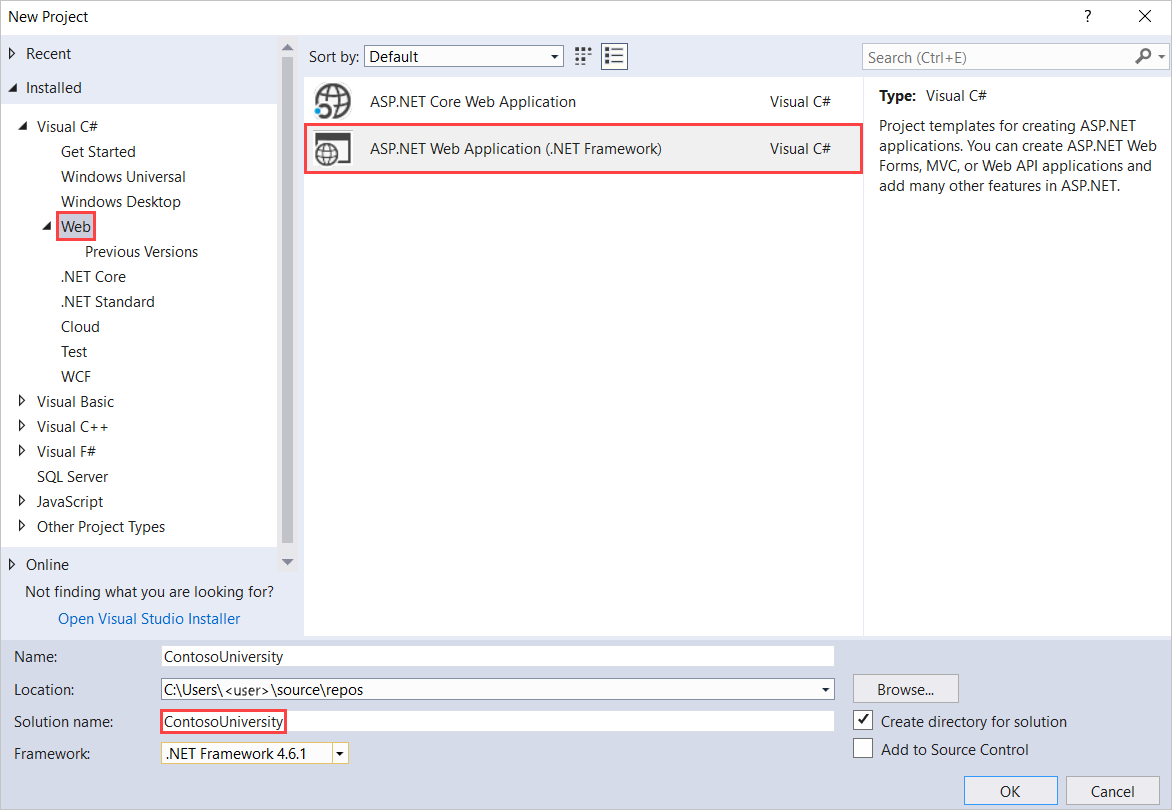 New Project
?
Recent
Installed
Visual C#
Get Started
Windows Universal
Windows Desktop
Web
Previous Versions
.NET Core
.NET Standard
Cloud
Test
WCF
Visual Basic
Visual C++
Visual F#
SQL Server
JavaScript
Other Project Types
Online
Not finding what you are looking for?
Open Visual Studio Installer
Sort by: Default
ASP.NET Core Web Application Visual C#
ASP.NET Web Application (.NET Framework) Visual C#
Search (Ctrl+E)
Type: Visual C#
Project templates for creating ASP.NET
applications. You can create ASP.NET Web
Forms, MVC, or Web API applications and
add many other features in ASP.NET.
Name: ContosoUniversity
Location: C:\Users\<user>\source\repos Browse...
Solution name: ContosoUniversity Create directory for solution
Framework: .NET Framework 4.6.1 Add to Source Control
OK Cancel